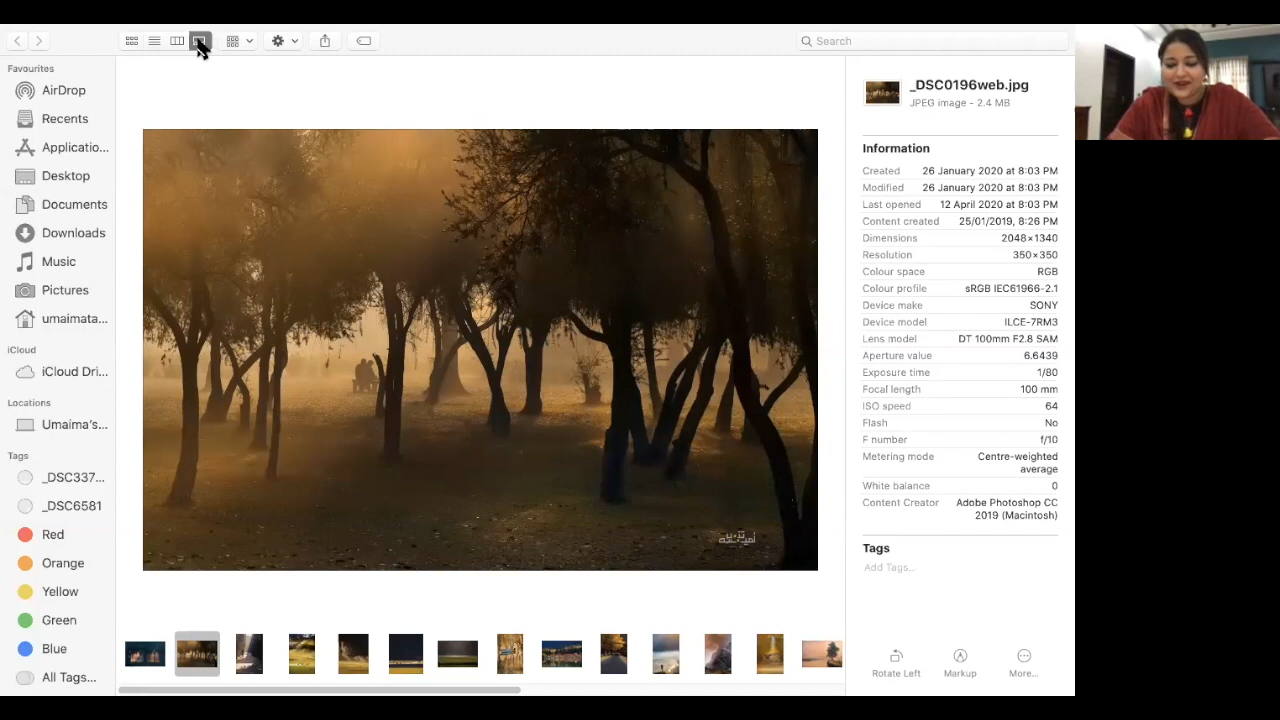 Search
Favourites
AirDrop
Recents
Applicatio...
Desktop
Documents
Downloads
Music
Pictures
umaimata...
iCloud
iCloud Dri...
Locations
Umaima's...
Tags
_DSC337...
_DSC6581
Red
Orange
Yellow
Green
Blue
All Tags...
_DSC0196web.jpg
JPEG image - 2.4 MB
Information
Created 26 January 2020 at 8:03 PM
Modified 26 January 2020 at 8:03 PM
Last opened 12 April 2020 at 8:03 PM
Content created 25/01/2019, 8:26 PM
Dimensions 2048×1340
Resolution 350×350
Colour space RGB
Colour profile sRGB IEC61966-2.1
Device make SONY
Device model ILCE-7RM3
Lens model DT 100mm F2.8 SAM
Aperture value 6.6439
Exposure time 1/80
Focal length 100 mm
ISO speed 64
Flash No
F number f/10
Metering mode Centre-weighted
average
White balance 0
Content Creator Adobe Photoshop CC
2019 (Macintosh)
Tags
Add Tags...
Rotate Left Markup More...